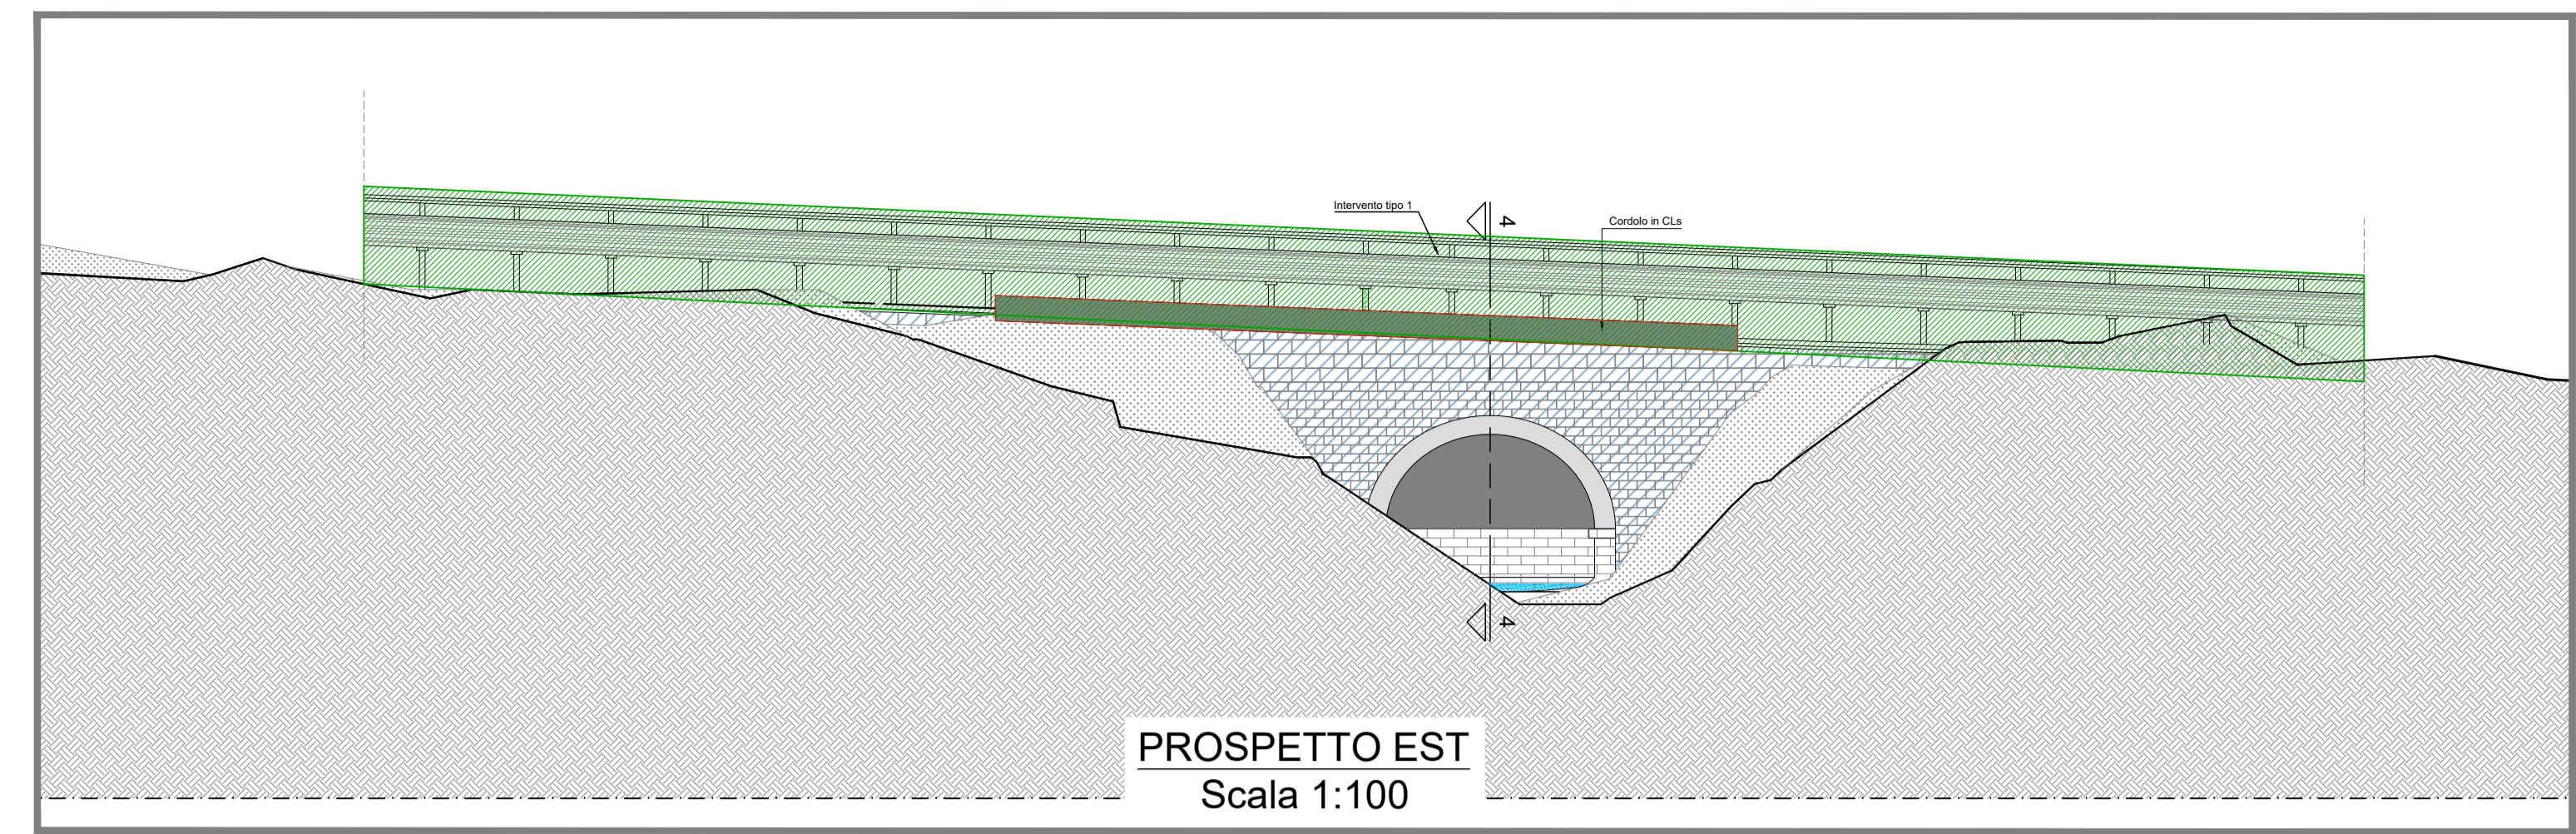 Intervento tipo 1
4
Cordolo in CLs
4
PROSPETTO EST
Scala 1:100